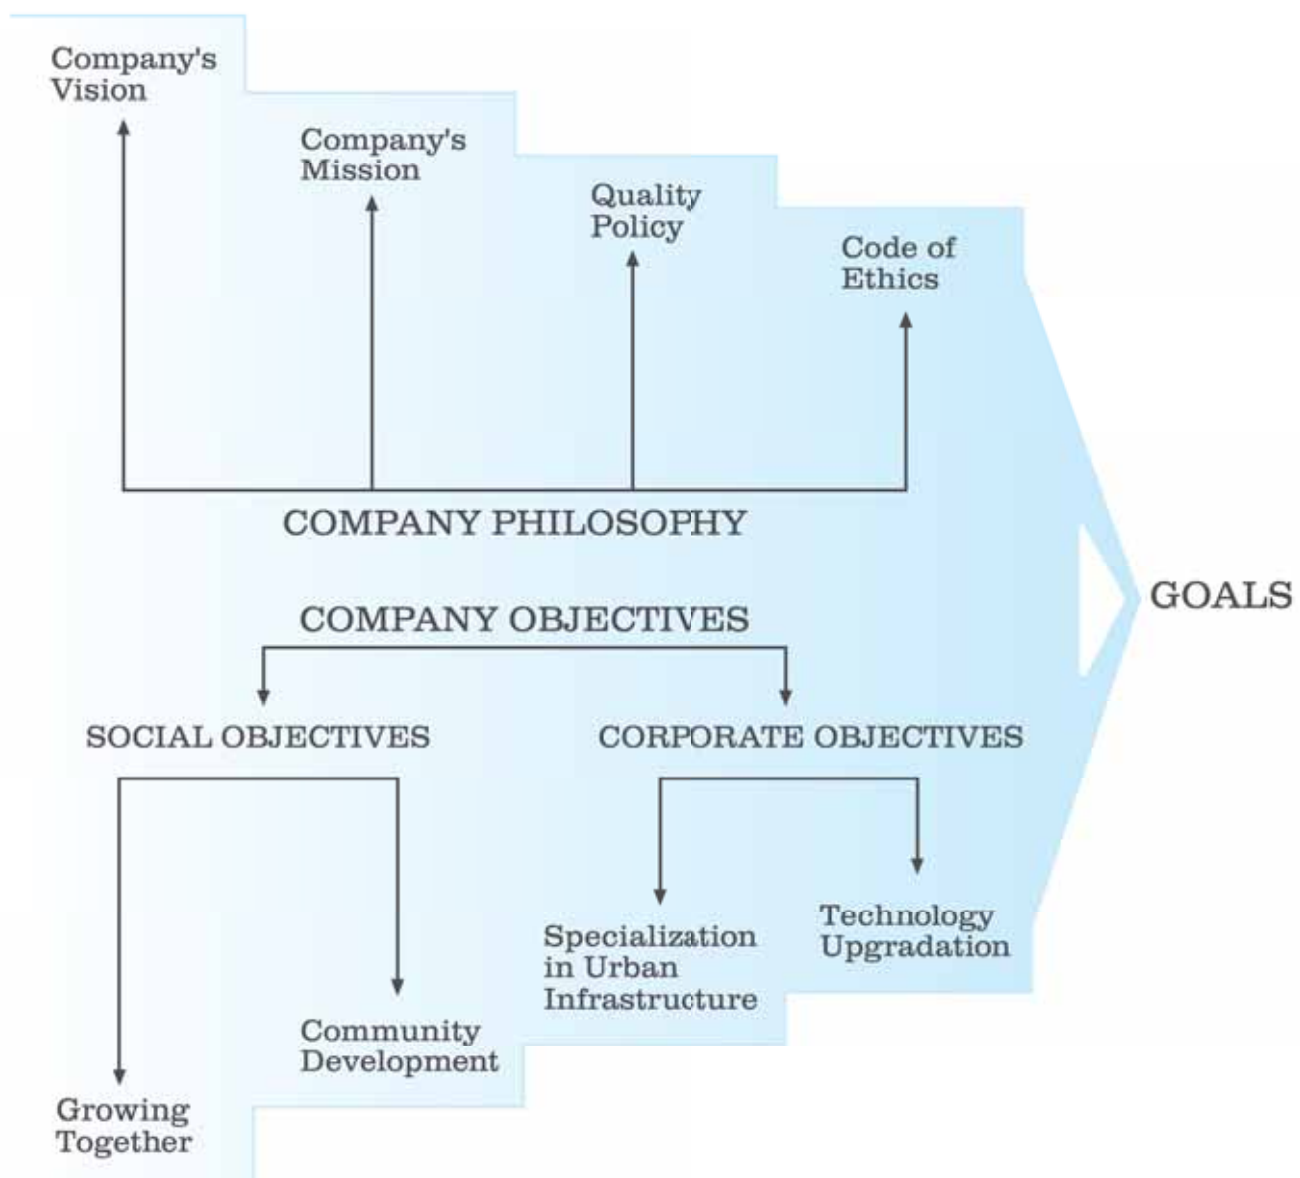 Company's
Vision
Company's
Mission
Quality
Policy
Code of
Ethics
COMPANY PHILOSOPHY
COMPANY OBJECTIVES
GOALS
SOCIAL OBJECTIVES
CORPORATE OBJECTIVES
Technology
Upgradation
Specialization
in Urban
Infrastructure
Community
Development
Growing
Together